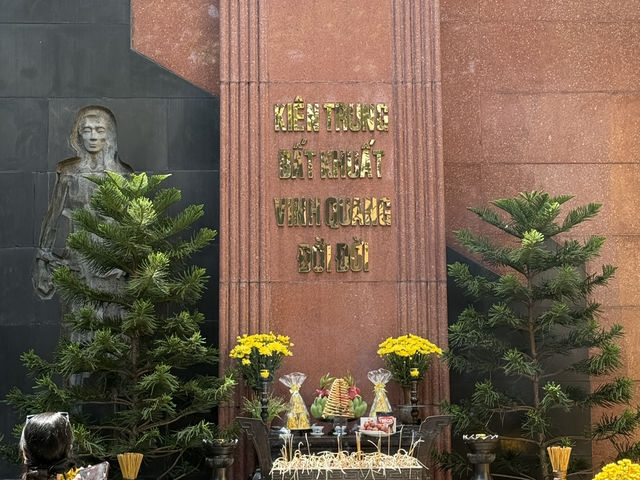 KIÊN TRUNG
BẤT KHUẤT
VINH QUANG
ĐỜI ĐỜI